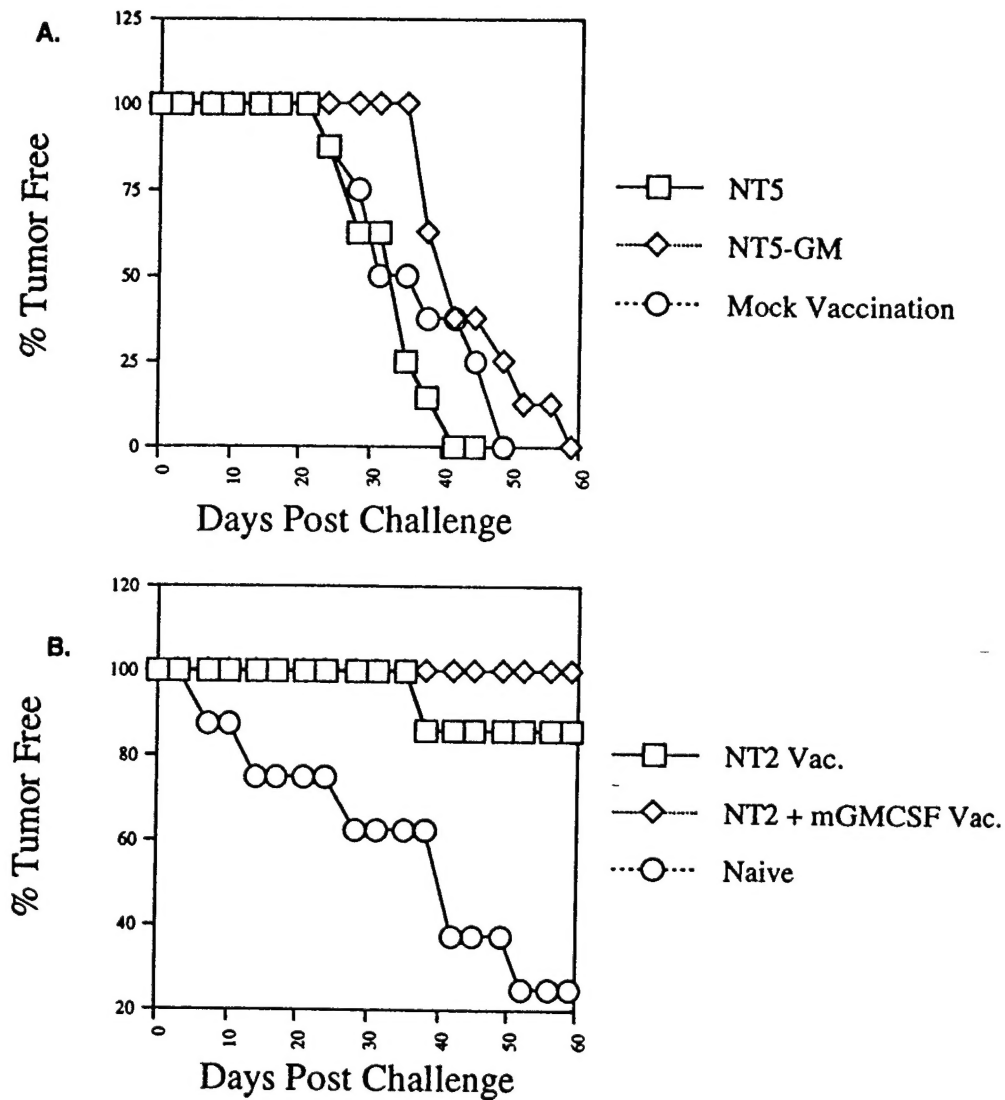 A.
% Tumor Free
125
100
75
50
25
0
0
10
20
30
40
50
60
Days Post Challenge
NT5
NT5-GM
Mock Vaccination
B.
% Tumor Free
120
100
80
60
40
20
0
10
20
30
40
50
60
Days Post Challenge
NT2 Vac.
NT2 + mGMCSF Vac.
Naive